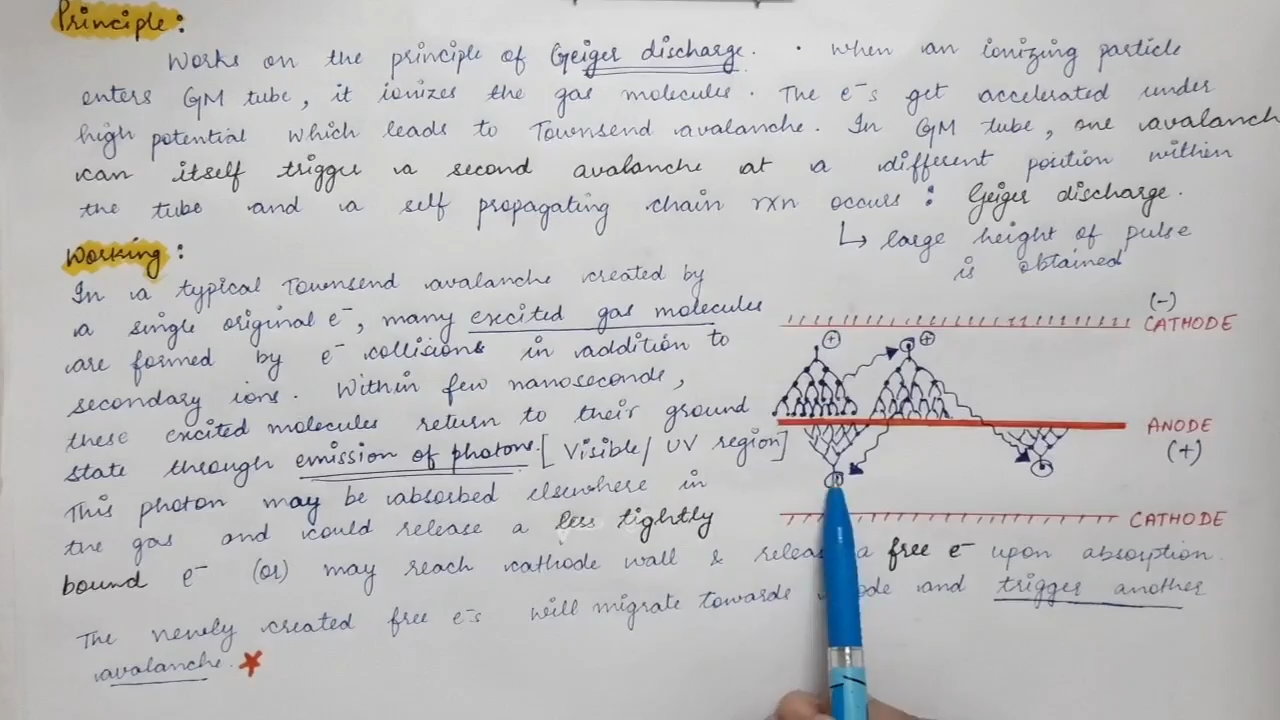 Principle:
Works on the principle of Geiger discharge. • When an ionizing particle
enters GM tube, it ionizes the gas molecules. The e⁻s get accelerated under
high potential which leads to Townsend avalanche. In GM tube, one avalanch
can itself trigger a second avalanche at a different position within
the tube and a self propagating chain rxn occurs : Geiger discharge.
↳ large height of pulse
is obtained
Working:
In a typical Townsend avalanche created by
a single original e⁻, many excited gas molecules
are formed by e⁻ collisions in addition to
secondary ions. Within few nanoseconds,
these excited molecules return to their ground
state through emission of photons. [Visible/ UV region]
This photon may be absorbed elsewhere in
the gas and could release a less tightly
bound e⁻ (or) may reach cathode wall & releas a free e⁻ upon absorption.
The newly created free e⁻s will migrate towards ode and trigger another
avalanche.
(-)
CATHODE
+
+
ANODE
(+)
CATHODE